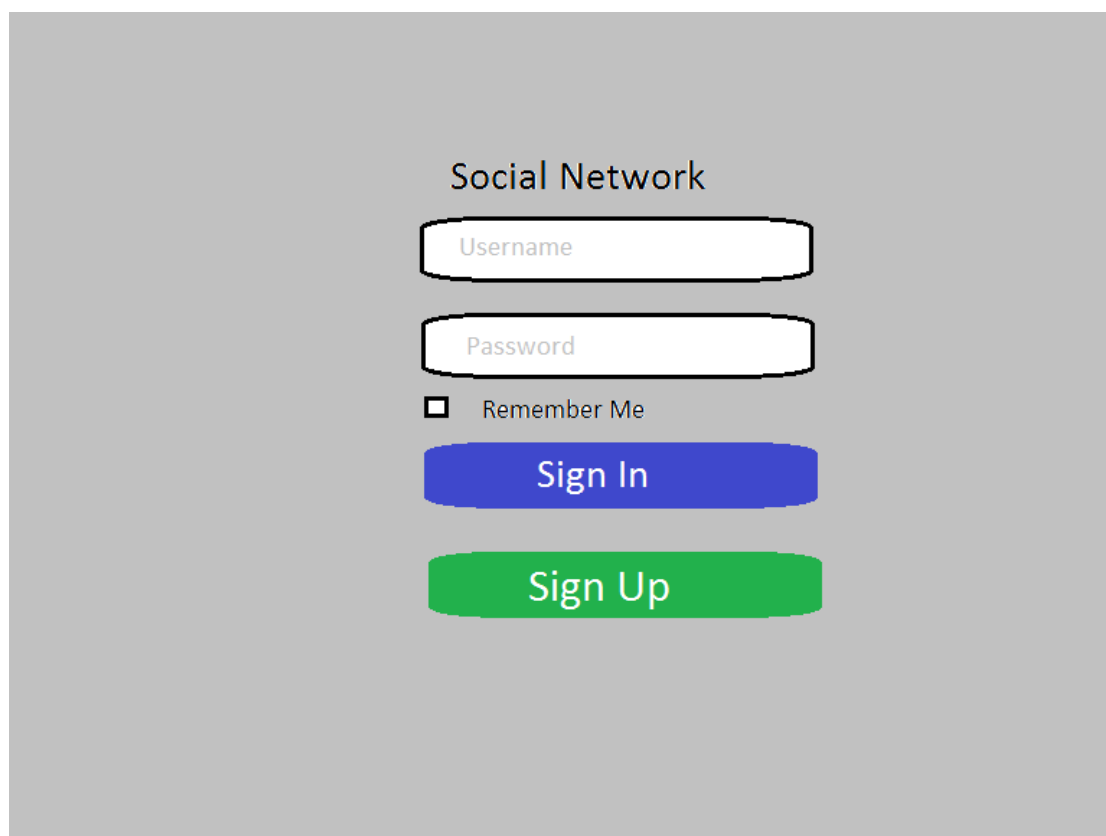 Social Network
Username
Password
Remember Me
Sign In
Sign Up